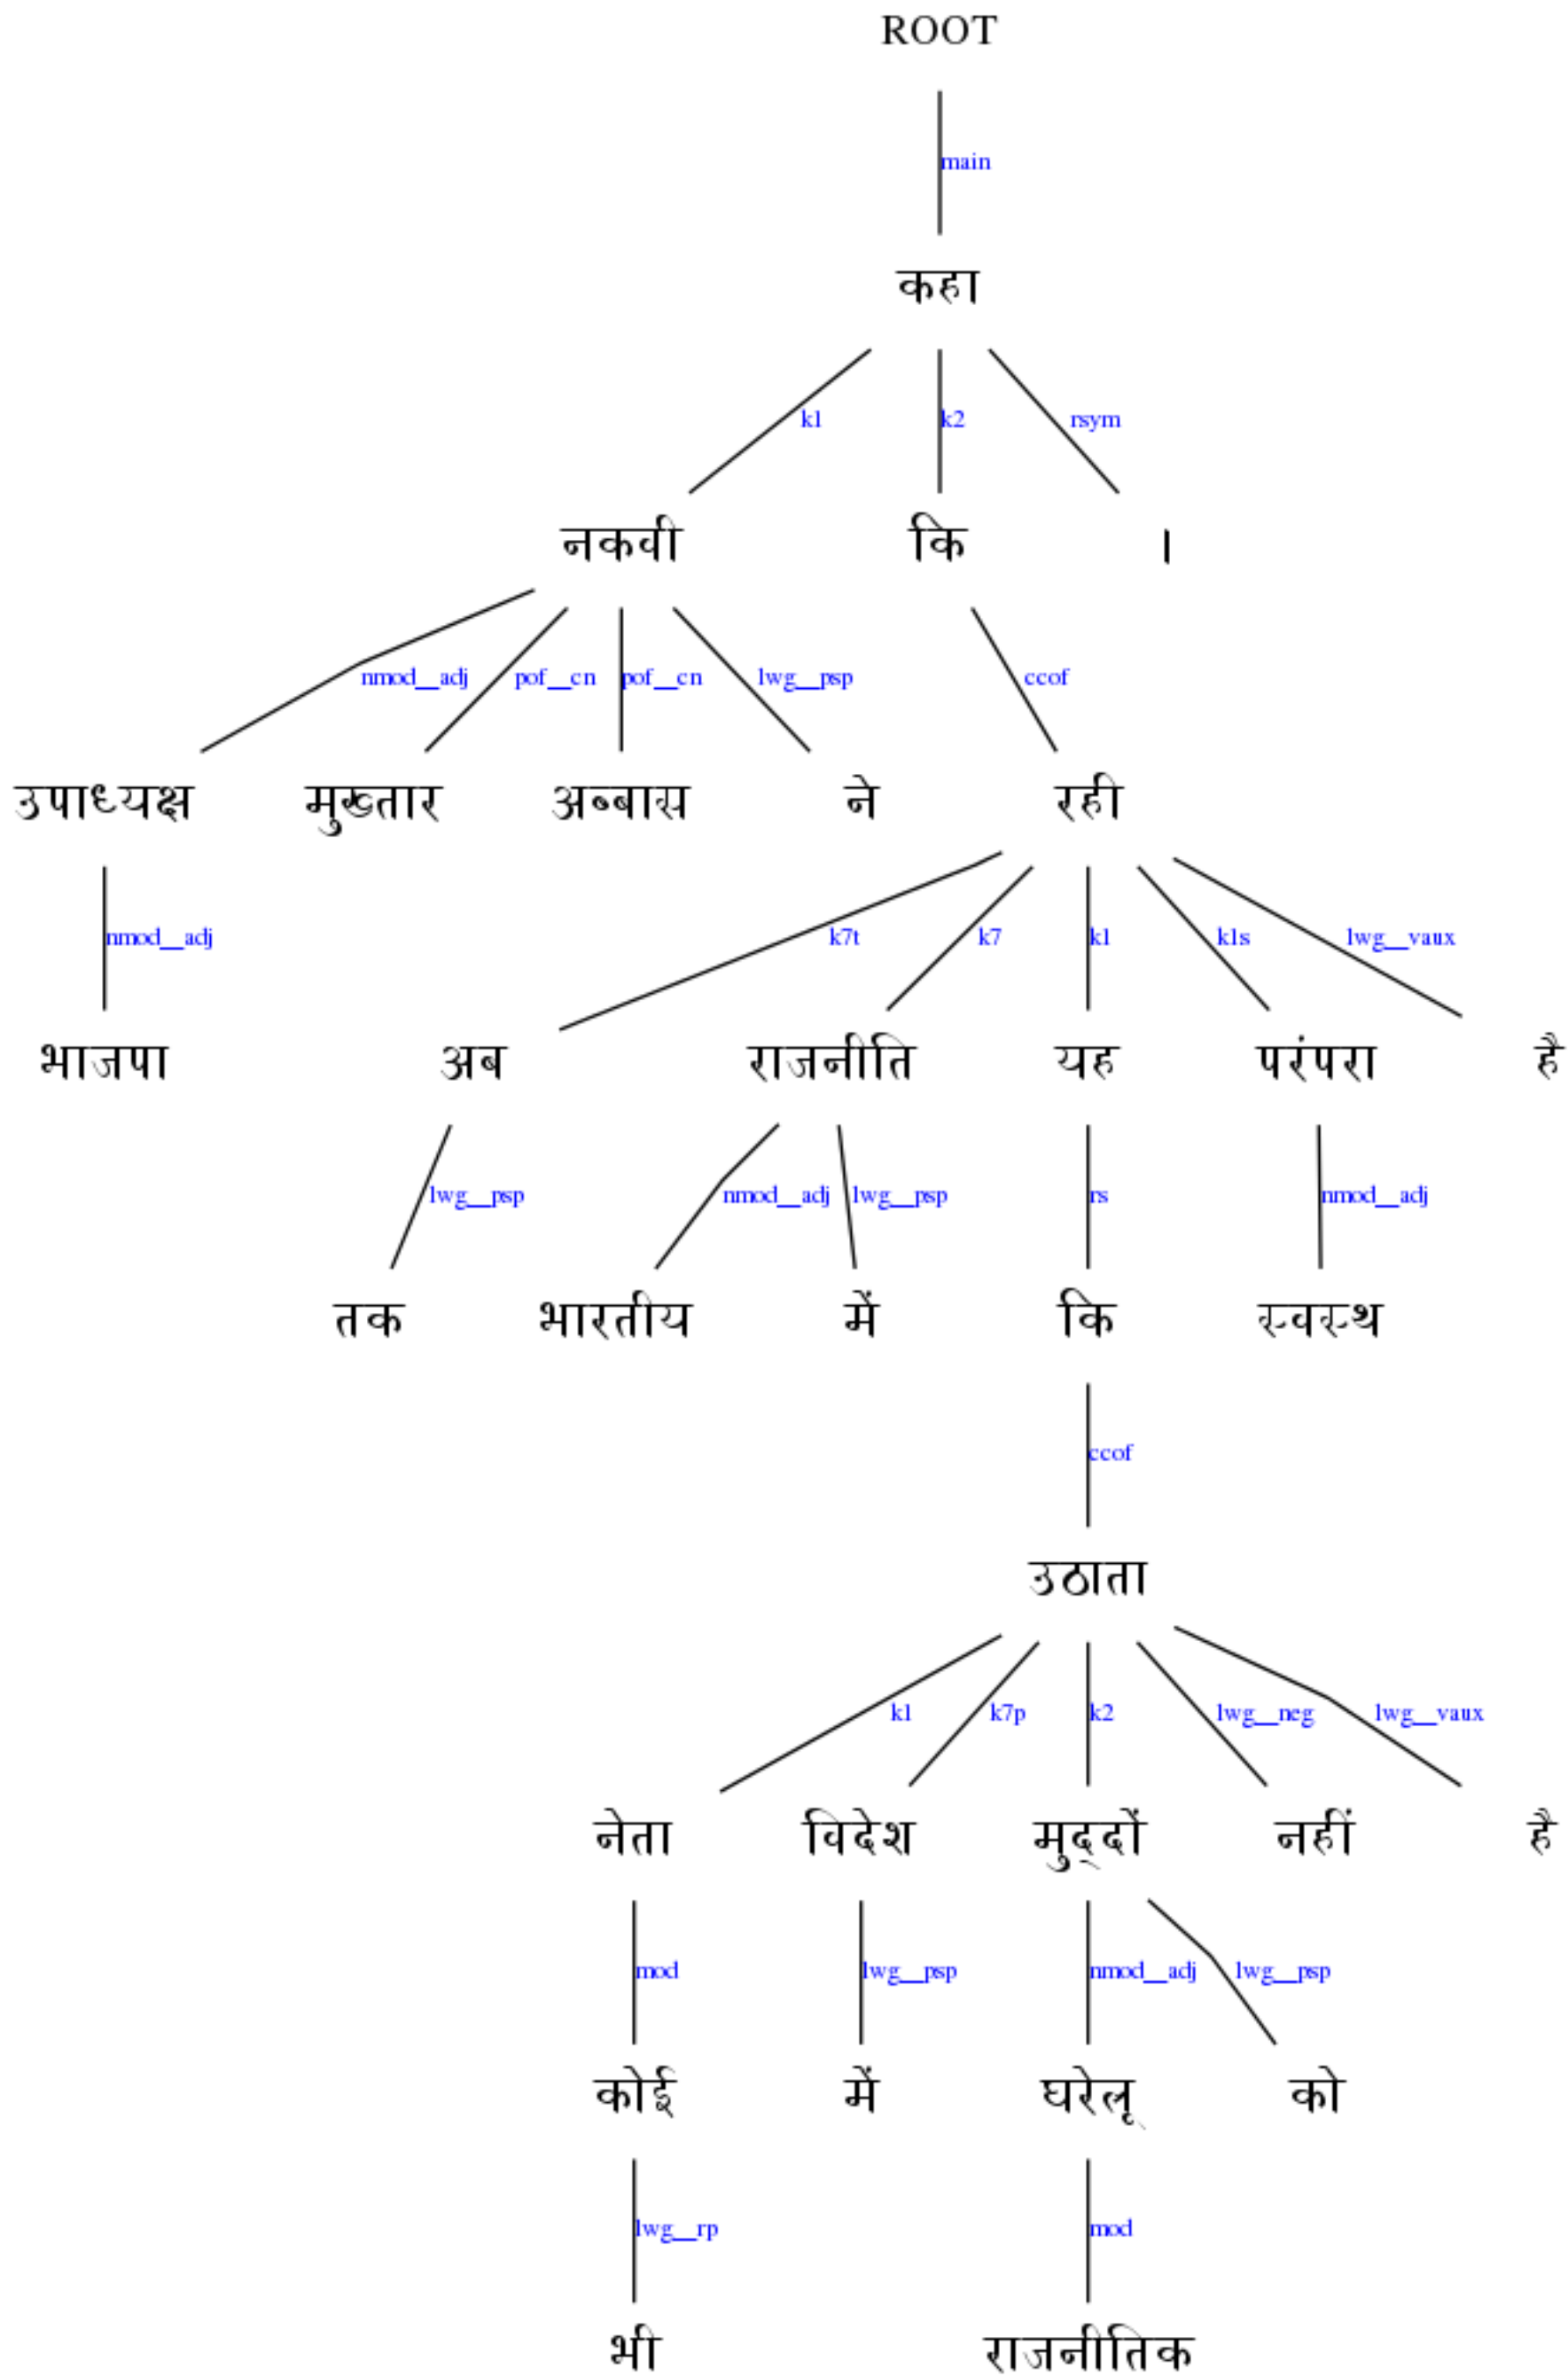 ROOT
main
कहा
k1 k2 rsym
नकवी कि ।
nmod__adj pof__cn pof__cn lwg__psp ccof
उपाध्यक्ष मुख्तार अब्बास ने रही
nmod__adj k7t k7 k1 k1s lwg__vaux
भाजपा अब राजनीति यह परंपरा है
lwg__psp nmod__adj lwg__psp rs nmod__adj
तक भारतीय में कि स्वस्थ
ccof
उठाता
k1 k7p k2 lwg__neg lwg__vaux
नेता विदेश मुद्दों नहीं है
mod lwg__psp nmod__adj lwg__psp
कोई में घरेलू को
lwg__rp mod
भी राजनीतिक